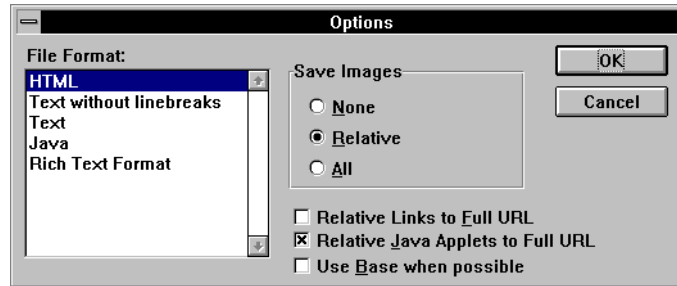 Options
File Format:
HTML
Text without linebreaks
Text
Java
Rich Text Format
Save Images
None
Relative
All
OK
Cancel
Relative Links to Full URL
Relative Java Applets to Full URL
Use Base when possible